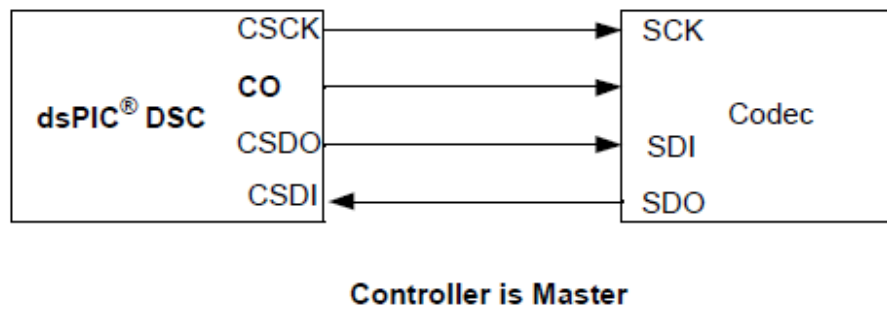 CSCK SCK
CO
dsPIC® DSC Codec
CSDO SDI
CSDI SDO
Controller is Master